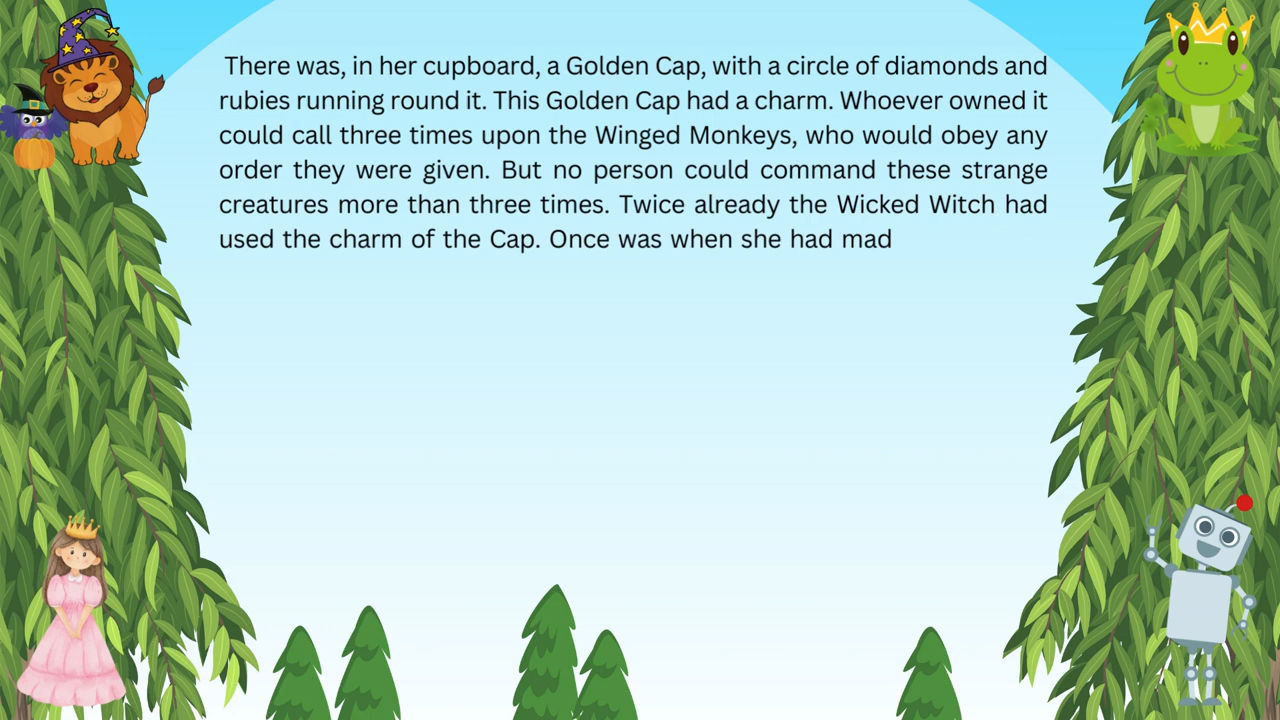 There was, in her cupboard, a Golden Cap, with a circle of diamonds and
rubies running round it. This Golden Cap had a charm. Whoever owned it
could call three times upon the Winged Monkeys, who would obey any
order they were given. But no person could command these strange
creatures more than three times. Twice already the Wicked Witch had
used the charm of the Cap. Once was when she had mad